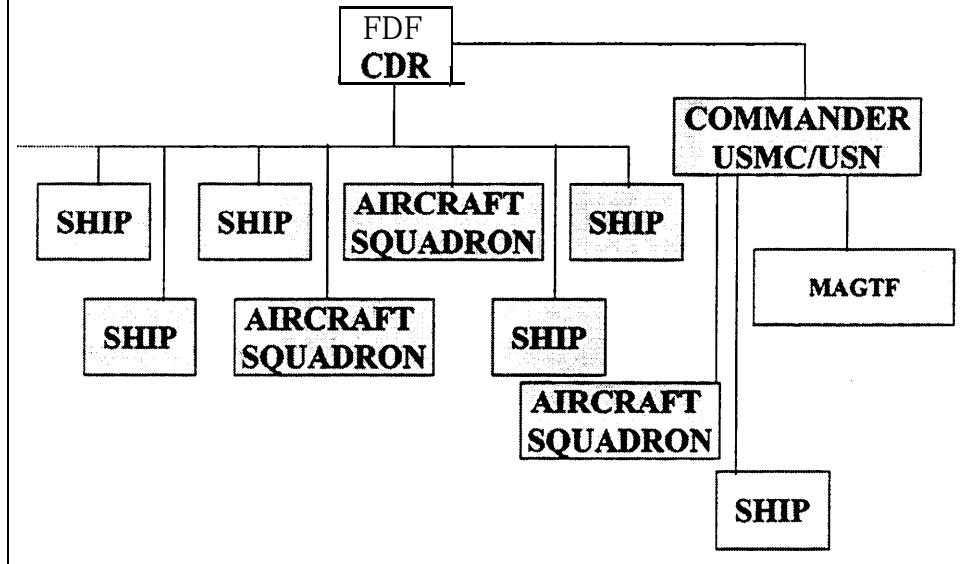 FDF
CDR
COMMANDER
USMC/USN
SHIP
SHIP
AIRCRAFT
SQUADRON
SHIP
MAGTF
SHIP
AIRCRAFT
SQUADRON
SHIP
AIRCRAFT
SQUADRON
SHIP